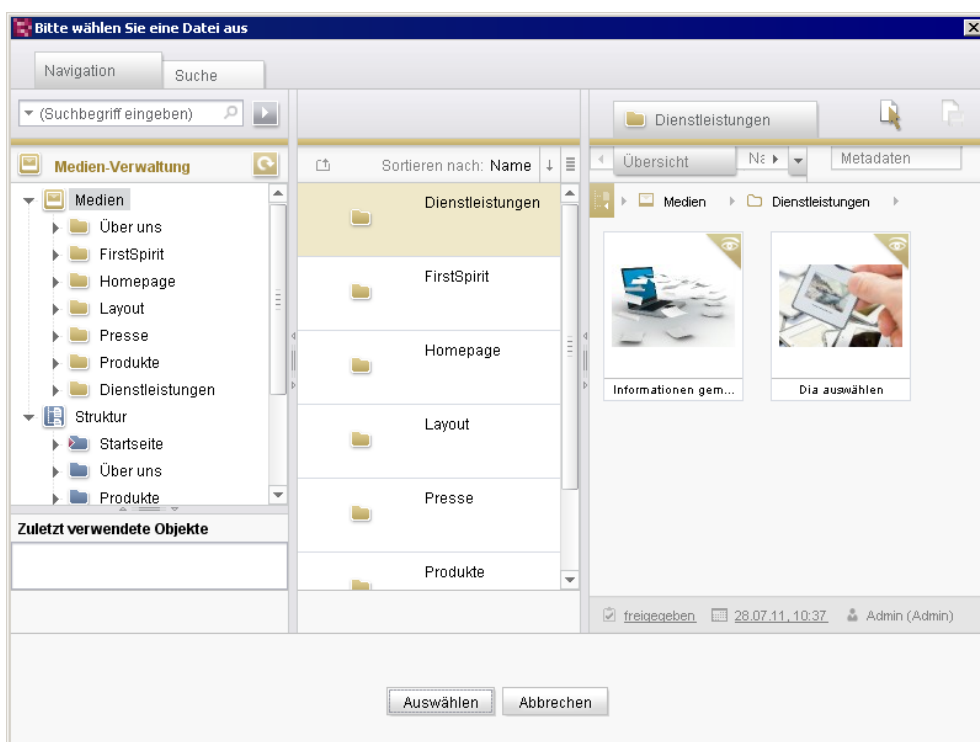 Bitte wählen Sie eine Datei aus
Navigation
Suche
(Suchbegriff eingeben)
Dienstleistungen
Medien-Verwaltung
Sortieren nach: Name
Übersicht
Metadaten
Medien
Über uns
FirstSpirit
Homepage
Layout
Presse
Produkte
Dienstleistungen
Struktur
Startseite
Über uns
Produkte
Zuletzt verwendete Objekte
Dienstleistungen
FirstSpirit
Homepage
Layout
Presse
Produkte
Medien Dienstleistungen
Informationen gem...
Dia auswählen
freigegeben 28.07.11, 10:37 Admin (Admin)
Auswählen
Abbrechen